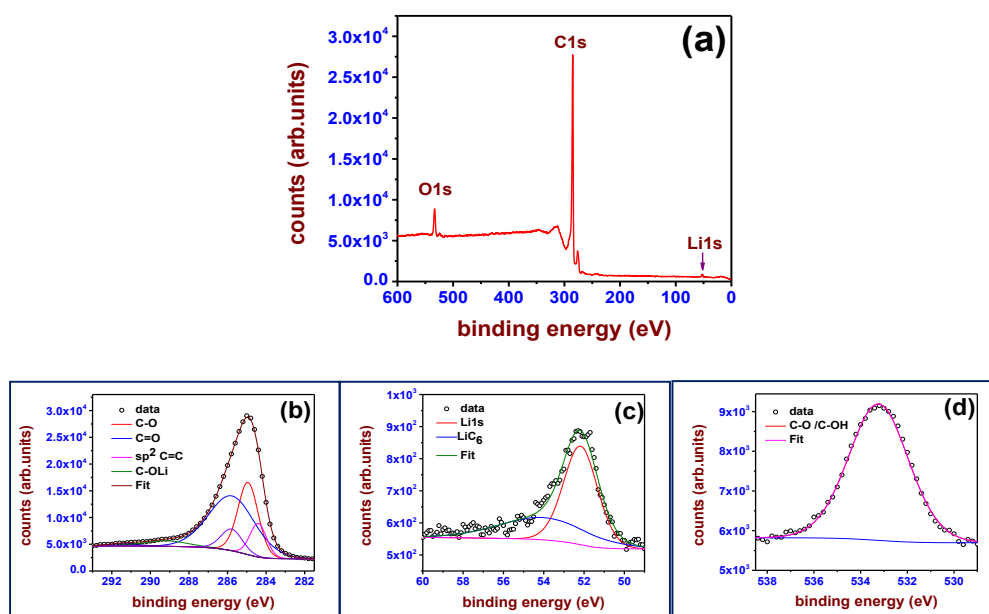 (a)
counts (arb.units)
3.0x10⁴
2.5x10⁴
2.0x10⁴
1.5x10⁴
1.0x10⁴
5.0x10³
0.0
C1s
O1s
Li1s
600 500 400 300 200 100 0
binding energy (eV)
(b)
counts (arb.units)
3.0x10⁴
2.5x10⁴
2.0x10⁴
1.5x10⁴
1.0x10⁴
5.0x10³
0.0
data
C-O
C=O
sp² C=C
C-OLi
Fit
292 290 288 286 284 282
binding energy (eV)
(c)
counts (arb.units)
1x10³
9x10²
8x10²
7x10²
6x10²
5x10²
data
Li1s
LiC₆
Fit
60 58 56 54 52 50
binding energy (eV)
(d)
counts (arb.units)
9x10³
8x10³
7x10³
6x10³
5x10³
data
C-O /C-OH
Fit
538 536 534 532 530
binding energy (eV)